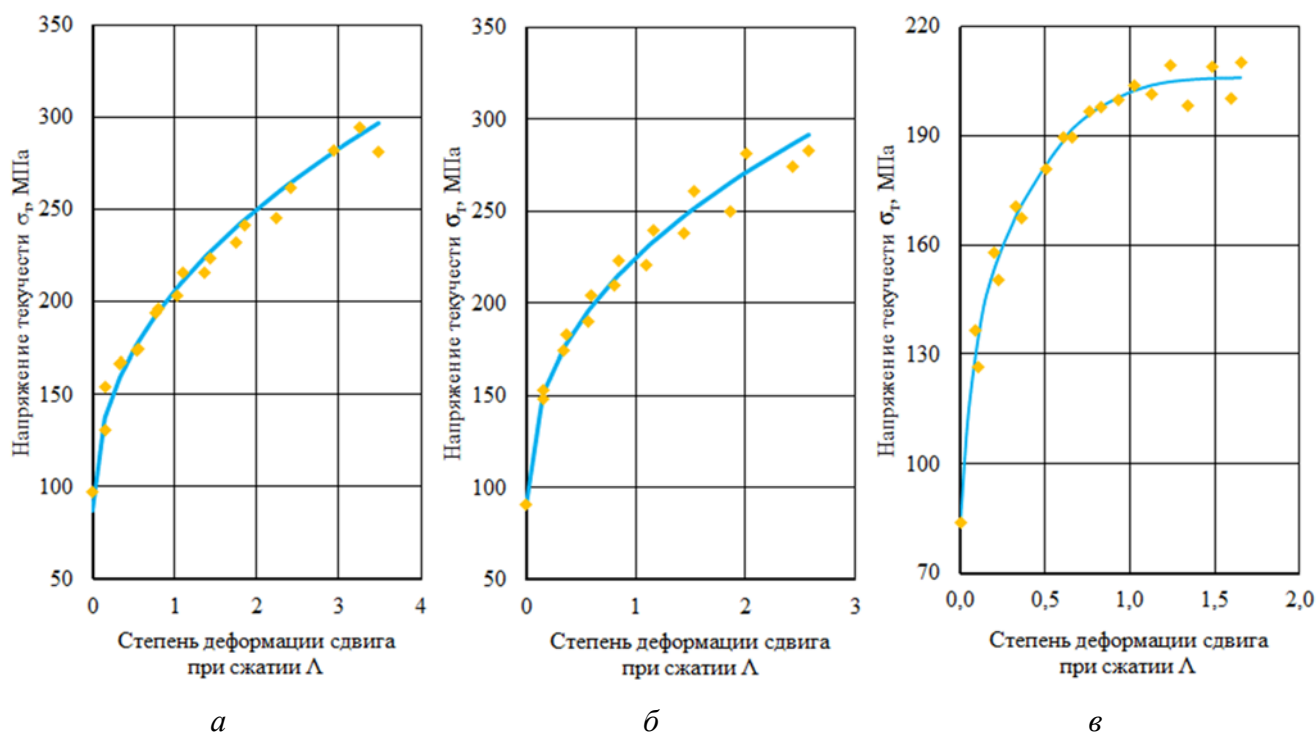 350
300
250
200
150
100
50
0
1
2
3
4
Напряжение текучести σт, МПа
Степень деформации сдвига
при сжатии Λ
а
350
300
250
200
150
100
50
0
1
2
3
Напряжение текучести σт, МПа
Степень деформации сдвига
при сжатии Λ
б
220
190
160
130
100
70
0,0
0,5
1,0
1,5
2,0
Напряжение текучести σт, МПа
Степень деформации сдвига
при сжатии Λ
в